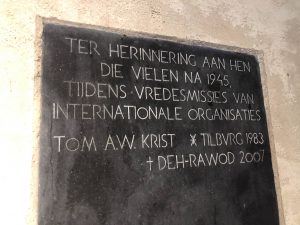 TER HERINNERING AAN HEN
DIE VIELEN NA 1945,
TIJDENS VREDESMISSIES VAN
INTERNATIONALE ORGANISATIES
TOM A.W. KRIST * TILBVRG 1983
† DEH-RAWOD 2007